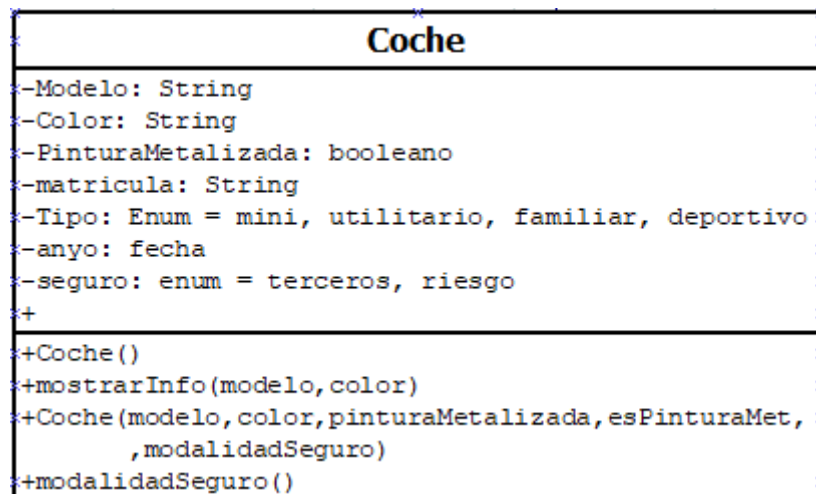 Coche
-Modelo: String
-Color: String
-PinturaMetalizada: booleano
-matricula: String
-Tipo: Enum = mini, utilitario, familiar, deportivo
-anyo: fecha
-seguro: enum = terceros, riesgo
+
+Coche()
+mostrarInfo(modelo,color)
+Coche(modelo,color,pinturaMetalizada,esPinturaMet,
,modalidadSeguro)
+modalidadSeguro()